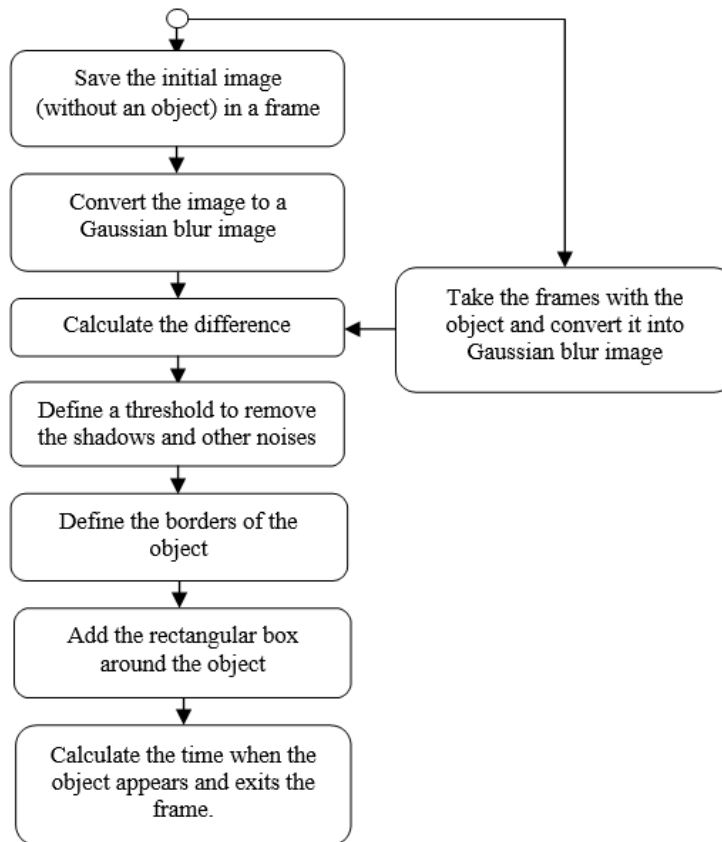 Save the initial image
(without an object) in a frame
Convert the image to a
Gaussian blur image
Take the frames with the
object and convert it into
Gaussian blur image
Calculate the difference
Define a threshold to remove
the shadows and other noises
Define the borders of the
object
Add the rectangular box
around the object
Calculate the time when the
object appears and exits the
frame.